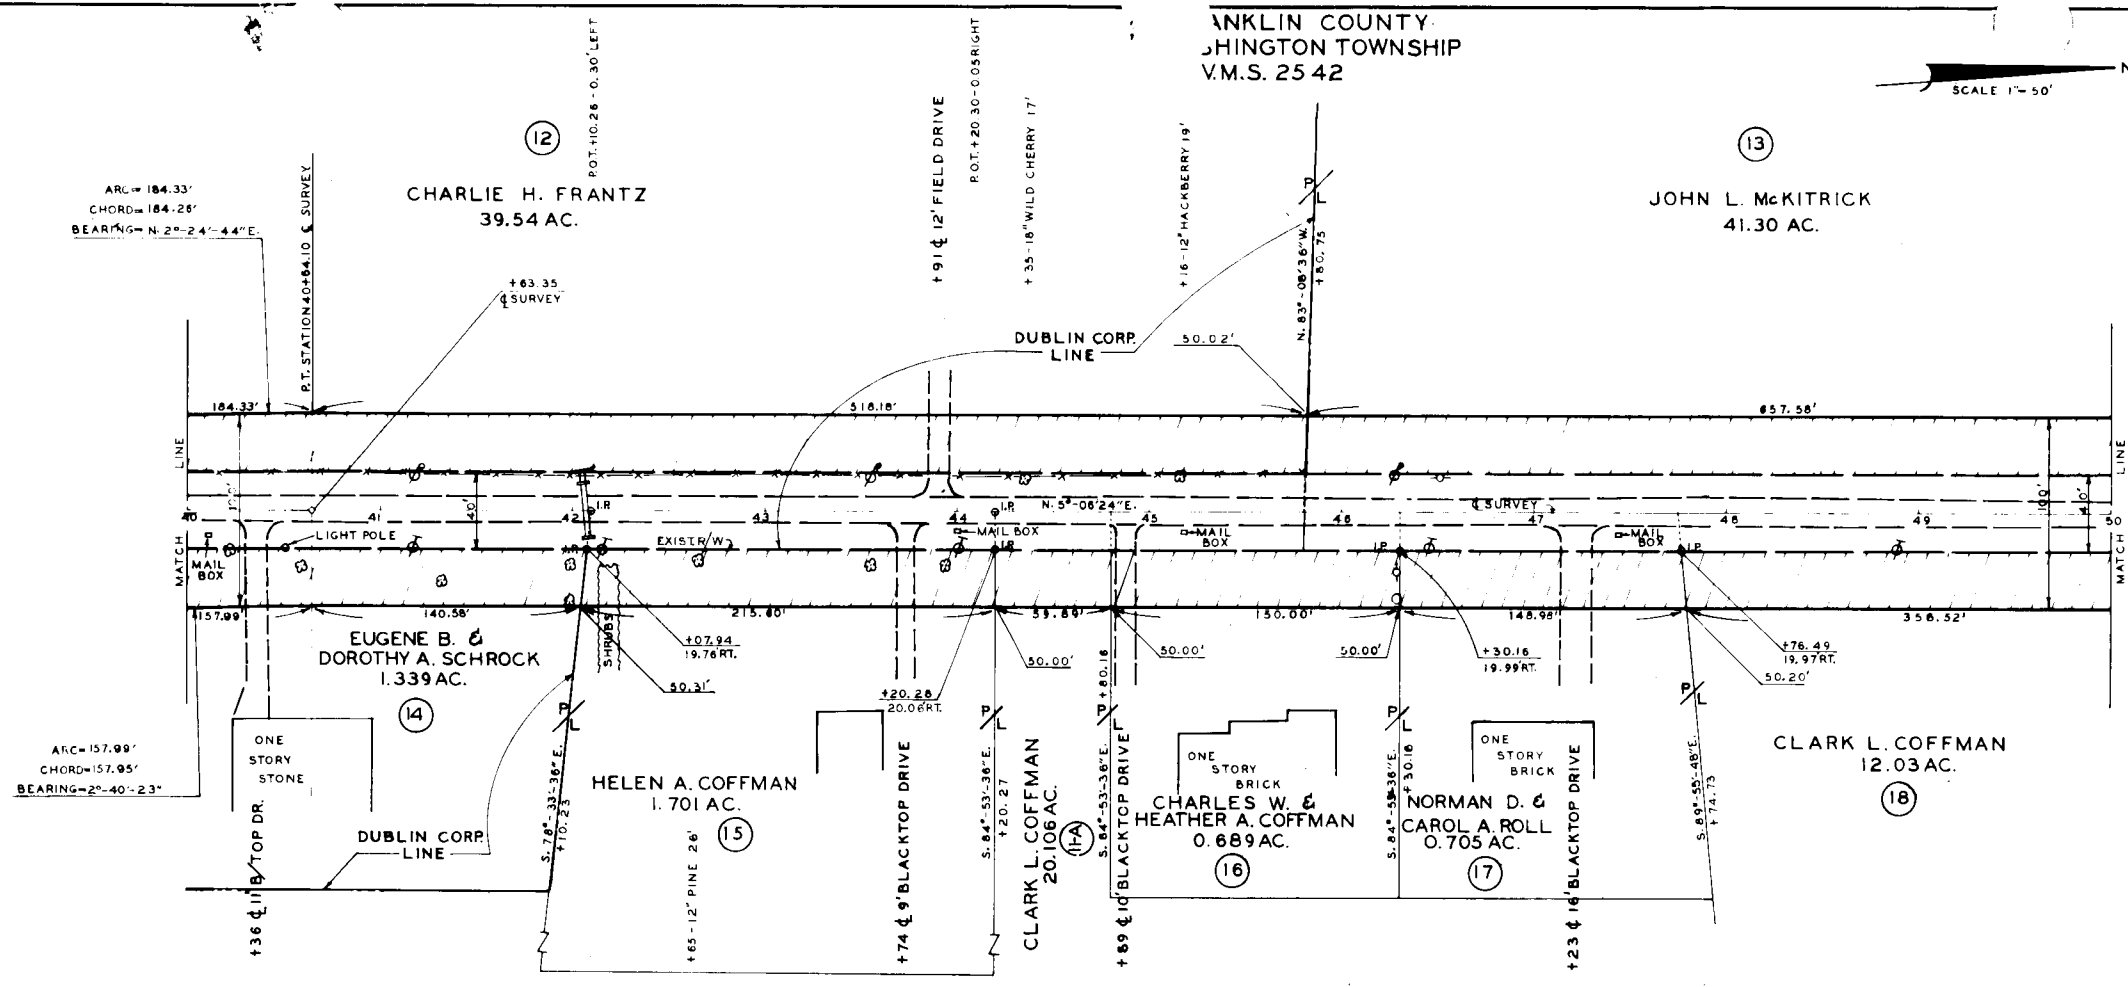 ANKLIN COUNTY
HINGTON TOWNSHIP
V.M.S. 2542
N
SCALE 1"=50'
12
CHARLIE H. FRANTZ
39.54 AC.
13
JOHN L. McKITRICK
41.30 AC.
ARC= 184.33'
CHORD= 184.26'
BEARING= N. 2°-24'-44"E.
P.T. STATION 40+64.10 ℄ SURVEY
+63.35
℄ SURVEY
P.O.T. +10.26 - 0.30' LEFT
+91 ℄ 12' FIELD DRIVE
P.O.T. +20.30-0.05 RIGHT
+35-18" WILD CHERRY 17'
+16-12" HACKBERRY 19'
N. 83°-08'36"W.
+80.75
P
L
DUBLIN CORP.
LINE
50.02'
184.33'
518.18'
657.58'
MATCH LINE
100'
40'
40
41
42
43
44
45
46
47
48
49
50
I.P.
I.P.
N. 5°-06'24"E.
℄ SURVEY
100'
40'
MATCH LINE
LIGHT POLE
MAIL
BOX
I.P.
EXIST. R/W
MAIL BOX
I.P.
MAIL
BOX
I.P.
MAIL
BOX
I.P.
157.99'
140.58'
215.60'
59.89'
150.00'
148.98'
356.52'
EUGENE B. &
DOROTHY A. SCHROCK
1.339 AC.
14
SHRUBS
+07.94
19.76'RT.
50.31'
+20.28
20.06'RT.
50.00'
50.00'
50.00'
+30.16
19.99'RT.
+76.49
19.97'RT.
50.20'
ARC= 157.99'
CHORD= 157.95'
BEARING= 2°-40'-23"
ONE
STORY
STONE
+36 ℄ 11' B/TOP DR.
DUBLIN CORP.
LINE
P
L
S. 78°-33'-36"E.
+10.23
HELEN A. COFFMAN
1.701 AC.
15
+65-12" PINE 26'
+74 ℄ 9' BLACKTOP DRIVE
P
L
S. 84°-53'-36"E.
+20.27
CLARK L. COFFMAN
20.106 AC.
11-A
P
L
S. 84°-53'-36"E.
+80.16
+89 ℄ 10' BLACKTOP DRIVE
ONE
STORY
BRICK
CHARLES W. &
HEATHER A. COFFMAN
0.689 AC.
16
P
L
S. 84°-53'-36"E.
+30.16
ONE
STORY
BRICK
NORMAN D. &
CAROL A. ROLL
0.705 AC.
17
+23 ℄ 16' BLACKTOP DRIVE
P
L
S. 89°-55'-48"E.
+74.73
CLARK L. COFFMAN
12.03 AC.
18